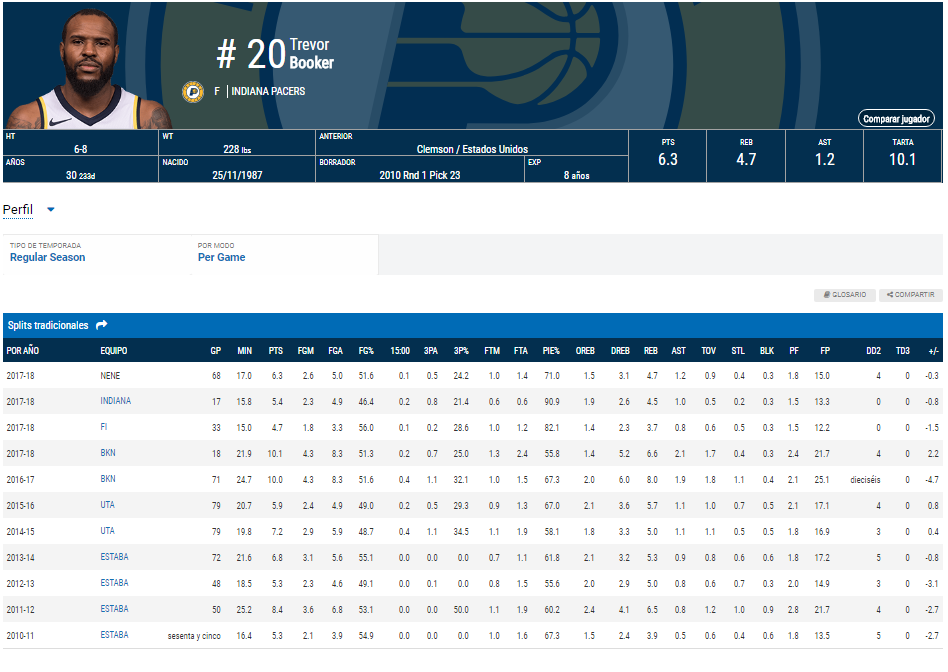 # 20 Trevor Booker
F | INDIANA PACERS
Comparar jugador
HT 6-8 WT 228 lbs ANTERIOR Clemson / Estados Unidos
AÑOS 30 233d NACIDO 25/11/1987 BORRADOR 2010 Rnd 1 Pick 23 EXP 8 años
PTS REB AST TARTA
6.3 4.7 1.2 10.1
Perfil
TIPO DE TEMPORADA POR MODO
Regular Season Per Game
GLOSARIO COMPARTIR
Splits tradicionales
POR AÑO EQUIPO GP MIN PTS FGM FGA FG% 15:00 3PA 3P% FTM FTA PIE% OREB DREB REB AST TOV STL BLK PF FP DD2 TD3 +/-
2017-18 NENE 68 17.0 6.3 2.6 5.0 51.6 0.1 0.5 24.2 1.0 1.4 71.0 1.5 3.1 4.7 1.2 0.9 0.4 0.3 1.8 15.0 4 0 -0.3
2017-18 INDIANA 17 15.8 5.4 2.3 4.9 46.4 0.2 0.8 21.4 0.6 0.6 90.9 1.9 2.6 4.5 1.0 0.5 0.2 0.3 1.5 13.3 0 0 -0.8
2017-18 FI 33 15.0 4.7 1.8 3.3 56.0 0.1 0.2 28.6 1.0 1.2 82.1 1.4 2.3 3.7 0.8 0.6 0.5 0.3 1.5 12.2 0 0 -1.5
2017-18 BKN 18 21.9 10.1 4.3 8.3 51.3 0.2 0.7 25.0 1.3 2.4 55.8 1.4 5.2 6.6 2.1 1.7 0.4 0.3 2.4 21.7 4 0 2.2
2016-17 BKN 71 24.7 10.0 4.3 8.3 51.6 0.4 1.1 32.1 1.0 1.5 67.3 2.0 6.0 8.0 1.9 1.8 1.1 0.4 2.1 25.1 dieciséis 0 -4.7
2015-16 UTA 79 20.7 5.9 2.4 4.9 49.0 0.2 0.5 29.3 0.9 1.3 67.0 2.1 3.6 5.7 1.1 1.0 0.7 0.5 2.1 17.1 4 0 0.8
2014-15 UTA 79 19.8 7.2 2.9 5.9 48.7 0.4 1.1 34.5 1.1 1.9 58.1 1.8 3.3 5.0 1.1 1.1 0.5 0.5 1.8 16.9 3 0 0.4
2013-14 ESTABA 72 21.6 6.8 3.1 5.6 55.1 0.0 0.0 0.0 0.7 1.1 61.8 2.1 3.2 5.3 0.9 0.8 0.6 0.6 1.8 17.2 5 0 -0.8
2012-13 ESTABA 48 18.5 5.3 2.3 4.6 49.1 0.0 0.1 0.0 0.8 1.5 55.6 2.0 2.9 5.0 0.8 0.6 0.7 0.3 2.0 14.9 3 0 -3.1
2011-12 ESTABA 50 25.2 8.4 3.6 6.8 53.1 0.0 0.0 50.0 1.1 1.9 60.2 2.4 4.1 6.5 0.8 1.2 1.0 0.9 2.8 21.7 4 0 -2.7
2010-11 ESTABA sesenta y cinco 16.4 5.3 2.1 3.9 54.9 0.0 0.0 0.0 1.0 1.6 67.3 1.5 2.4 3.9 0.5 0.6 0.4 0.6 1.8 13.5 5 0 -2.7